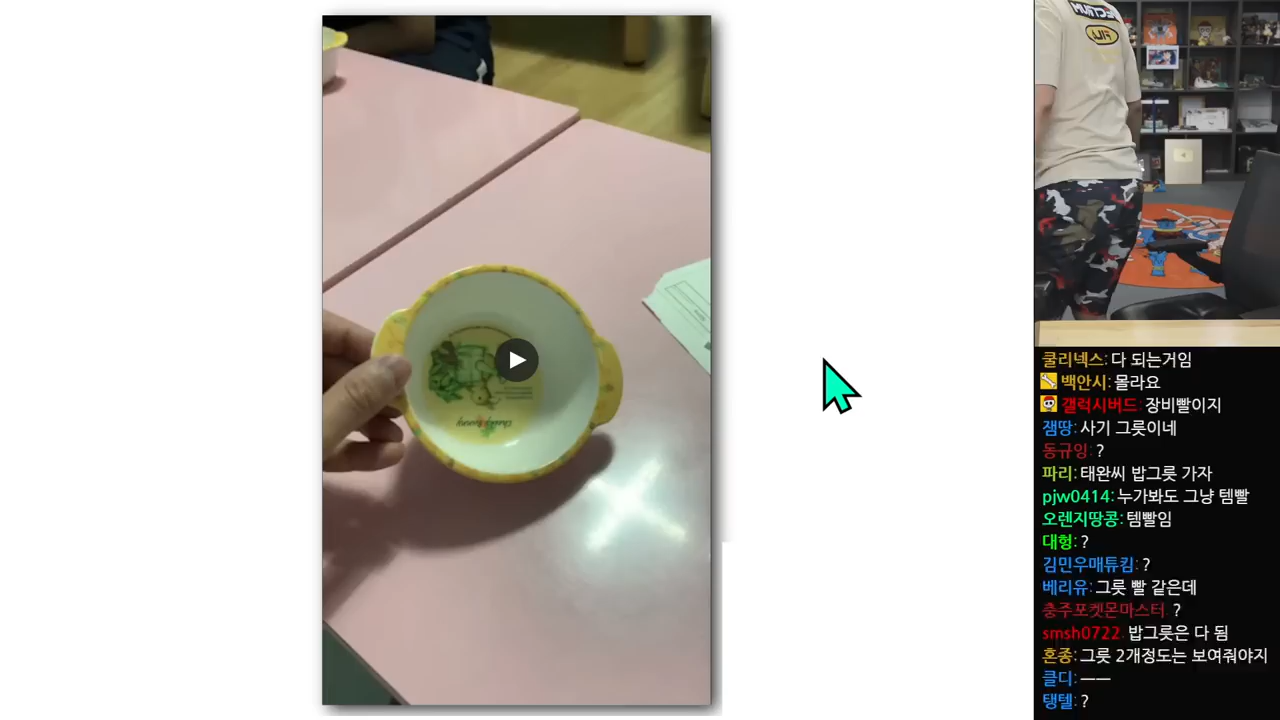 FILA
쿨리넥스: 다 되는거임
백안시: 몰라요
갤럭시버드: 장비빨이지
잼땅: 사기 그릇이네
동규잉: ?
파리: 태완씨 밥그릇 가자
pjw0414: 누가봐도 그냥 템빨
오렌지땅콩: 템빨임
대헝: ?
김민우매튜킴: ?
베리유: 그릇 빨 같은데
충주포켓몬마스터: ?
smsh0722: 밥그릇은 다 됨
혼종: 그릇 2개정도는 보여줘야지
클디: ㅡㅡ
탱텔: ?